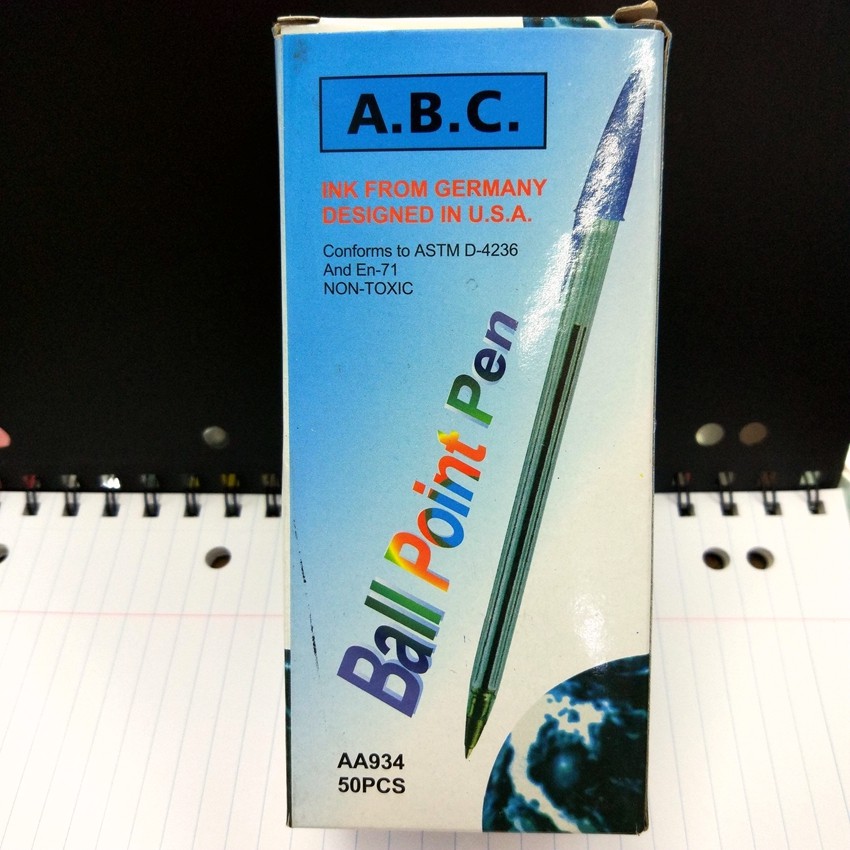 A.B.C.
INK FROM GERMANY
DESIGNED IN U.S.A.
Conforms to ASTM D-4236
And En-71
NON-TOXIC
Ball Point Pen
AA934
50PCS